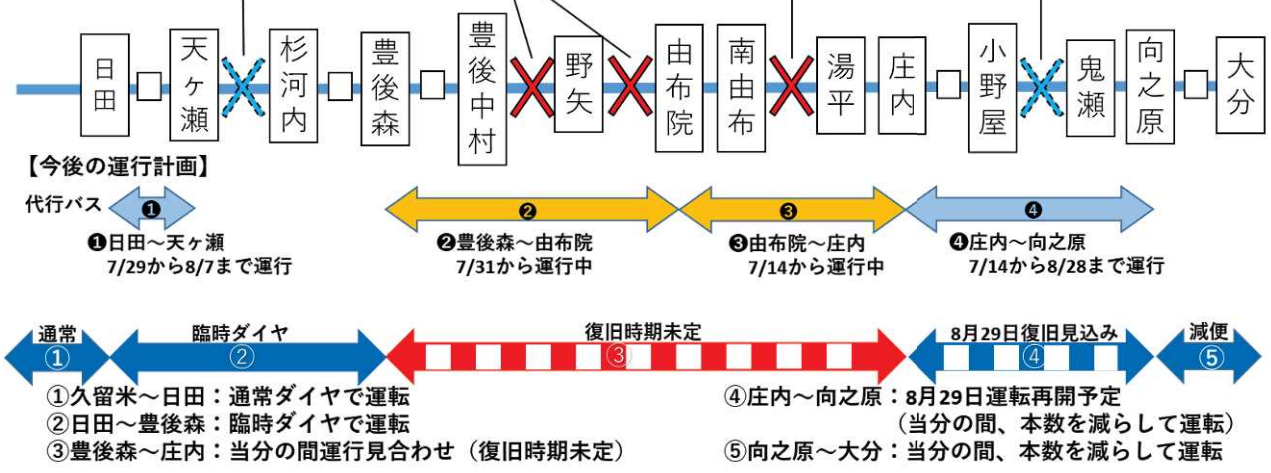 日田
天ヶ瀬
杉河内
豊後森
豊後中村
野矢
由布院
南由布
湯平
庄内
小野屋
鬼瀬
向之原
大分
【今後の運行計画】
代行バス
❶
❷
❸
❹
❶日田~天ヶ瀬
7/29から8/7まで運行
❷豊後森~由布院
7/31から運行中
❸由布院~庄内
7/14から運行中
❹庄内~向之原
7/14から8/28まで運行
通常
①
臨時ダイヤ
②
復旧時期未定
③
8月29日復旧見込み
④
減便
⑤
①久留米~日田:通常ダイヤで運転
②日田~豊後森:臨時ダイヤで運転
③豊後森~庄内:当分の間運行見合わせ(復旧時期未定)
④庄内~向之原:8月29日運転再開予定
(当分の間、本数を減らして運転)
⑤向之原~大分:当分の間、本数を減らして運転